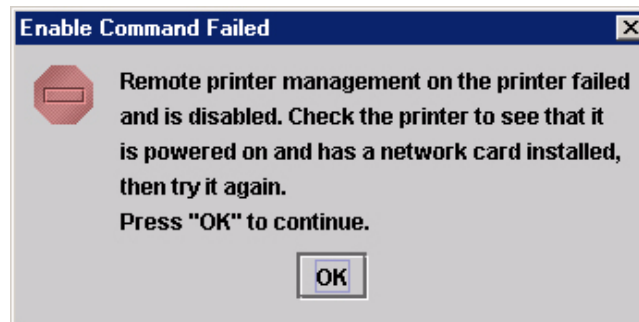 Enable Command Failed
Remote printer management on the printer failed
and is disabled. Check the printer to see that it
is powered on and has a network card installed,
then try it again.
Press "OK" to continue.
OK